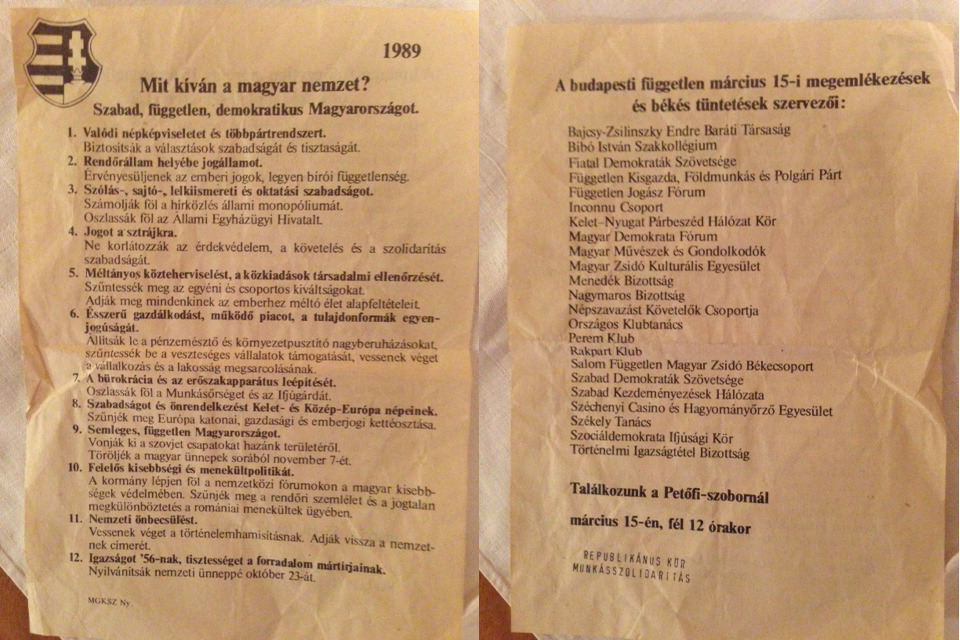 1989
Mit kíván a magyar nemzet?
Szabad, független, demokratikus Magyarországot.
1. Valódi népképviseletet és többpártrendszert.
Biztosítsák a választások szabadságát és tisztaságát.
2. Rendőrállam helyébe jogállamot.
Érvényesüljenek az emberi jogok, legyen bírói függetlenség.
3. Szólás-, sajtó-, lelkiismereti és oktatási szabadságot.
Számolják föl a hírközlés állami monopóliumát.
Oszlassák föl az Állami Egyházügyi Hivatalt.
4. Jogot a sztrájkra.
Ne korlátozzák az érdekvédelem, a követelés és a szolidaritás
szabadságát.
5. Méltányos közteherviselést, a közkiadások társadalmi ellenőrzését.
Szűntessék meg az egyéni és csoportos kiváltságokat.
Adják meg mindenkinek az emberhez méltó élet alapfeltételeit.
6. Ésszerű gazdálkodást, működő piacot, a tulajdonformák egyen-
jogúságát.
Állítsák le a pénzemésztő és környezetpusztító nagyberuházásokat,
szűntessék be a veszteséges vállalatok támogatását, vessenek véget
a vállalkozás és a lakosság megsarcolásának.
7. A bürokrácia és az erőszakapparátus leépítését.
Oszlassák föl a Munkásőrséget és az Ifjúgárdát.
8. Szabadságot és önrendelkezést Kelet- és Közép-Európa népeinek.
Szűnjék meg Európa katonai, gazdasági és emberjogi kettéosztása.
9. Semleges, független Magyarországot.
Vonják ki a szovjet csapatokat hazánk területéről.
Töröljék a magyar ünnepek sorából november 7-ét.
10. Felelős kisebbségi és menekültpolitikát.
A kormány lépjen föl a nemzetközi fórumokon a magyar kisebb-
ségek védelmében. Szűnjék meg a rendőri szemlélet és a jogtalan
megkülönböztetés a romániai menekültek ügyében.
11. Nemzeti önbecsülést.
Vessenek véget a történelemhamisításnak. Adják vissza a nemzet-
nek címerét.
12. Igazságot '56-nak, tisztességet a forradalom mártírjainak.
Nyilvánítsák nemzeti ünneppé október 23-át.
MGKSZ Ny.
A budapesti független március 15-i megemlékezések
és békés tüntetések szervezői:
Bajcsy-Zsilinszky Endre Baráti Társaság
Bibó István Szakkollégium
Fiatal Demokraták Szövetsége
Független Kisgazda, Földmunkás és Polgári Párt
Független Jogász Fórum
Inconnu Csoport
Kelet-Nyugat Párbeszéd Hálózat Kör
Magyar Demokrata Fórum
Magyar Művészek és Gondolkodók
Magyar Zsidó Kulturális Egyesület
Menedék Bizottság
Nagymaros Bizottság
Népszavazást Követelők Csoportja
Országos Klubtanács
Perem Klub
Rakpart Klub
Salom Független Magyar Zsidó Békecsoport
Szabad Demokraták Szövetsége
Szabad Kezdeményezések Hálózata
Széchenyi Casino és Hagyományőrző Egyesület
Székely Tanács
Szociáldemokrata Ifjúsági Kör
Történelmi Igazságtétel Bizottság
Találkozunk a Petőfi-szobornál
március 15-én, fél 12 órakor
REPUBLIKÁNUS KÖR
MUNKÁSSZOLIDARITÁS